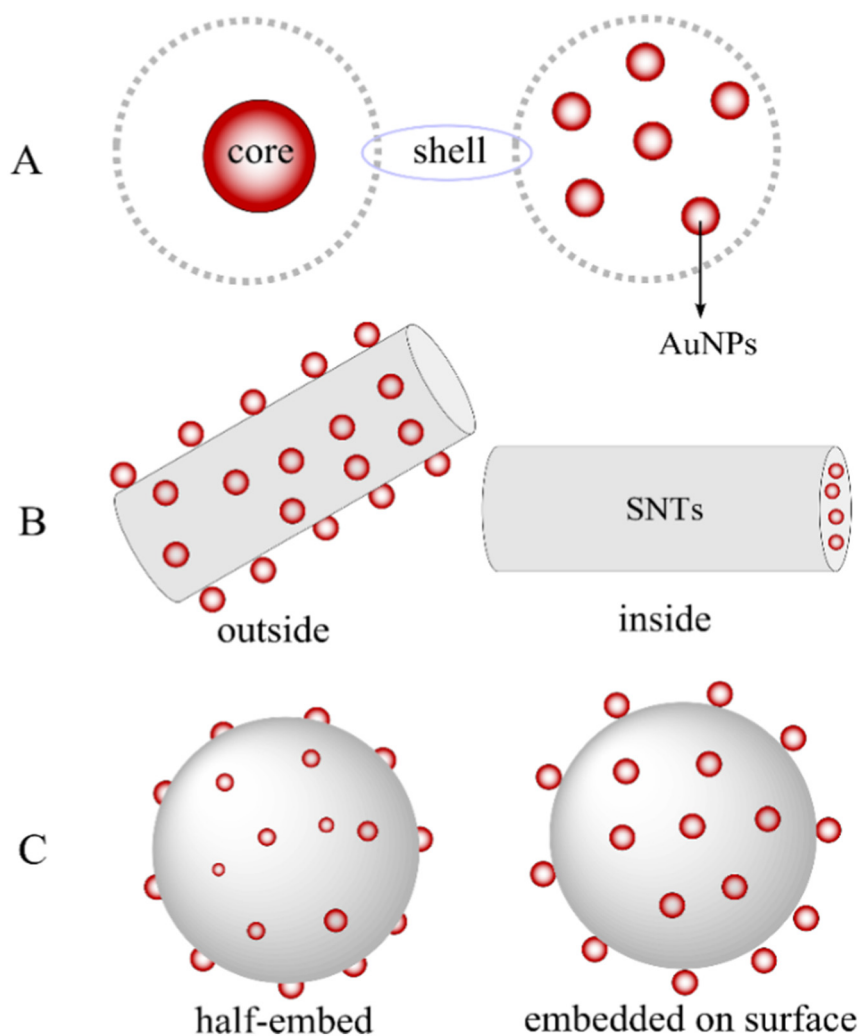 A
core
shell
AuNPs
B
SNTs
outside
inside
C
half-embed
embedded on surface